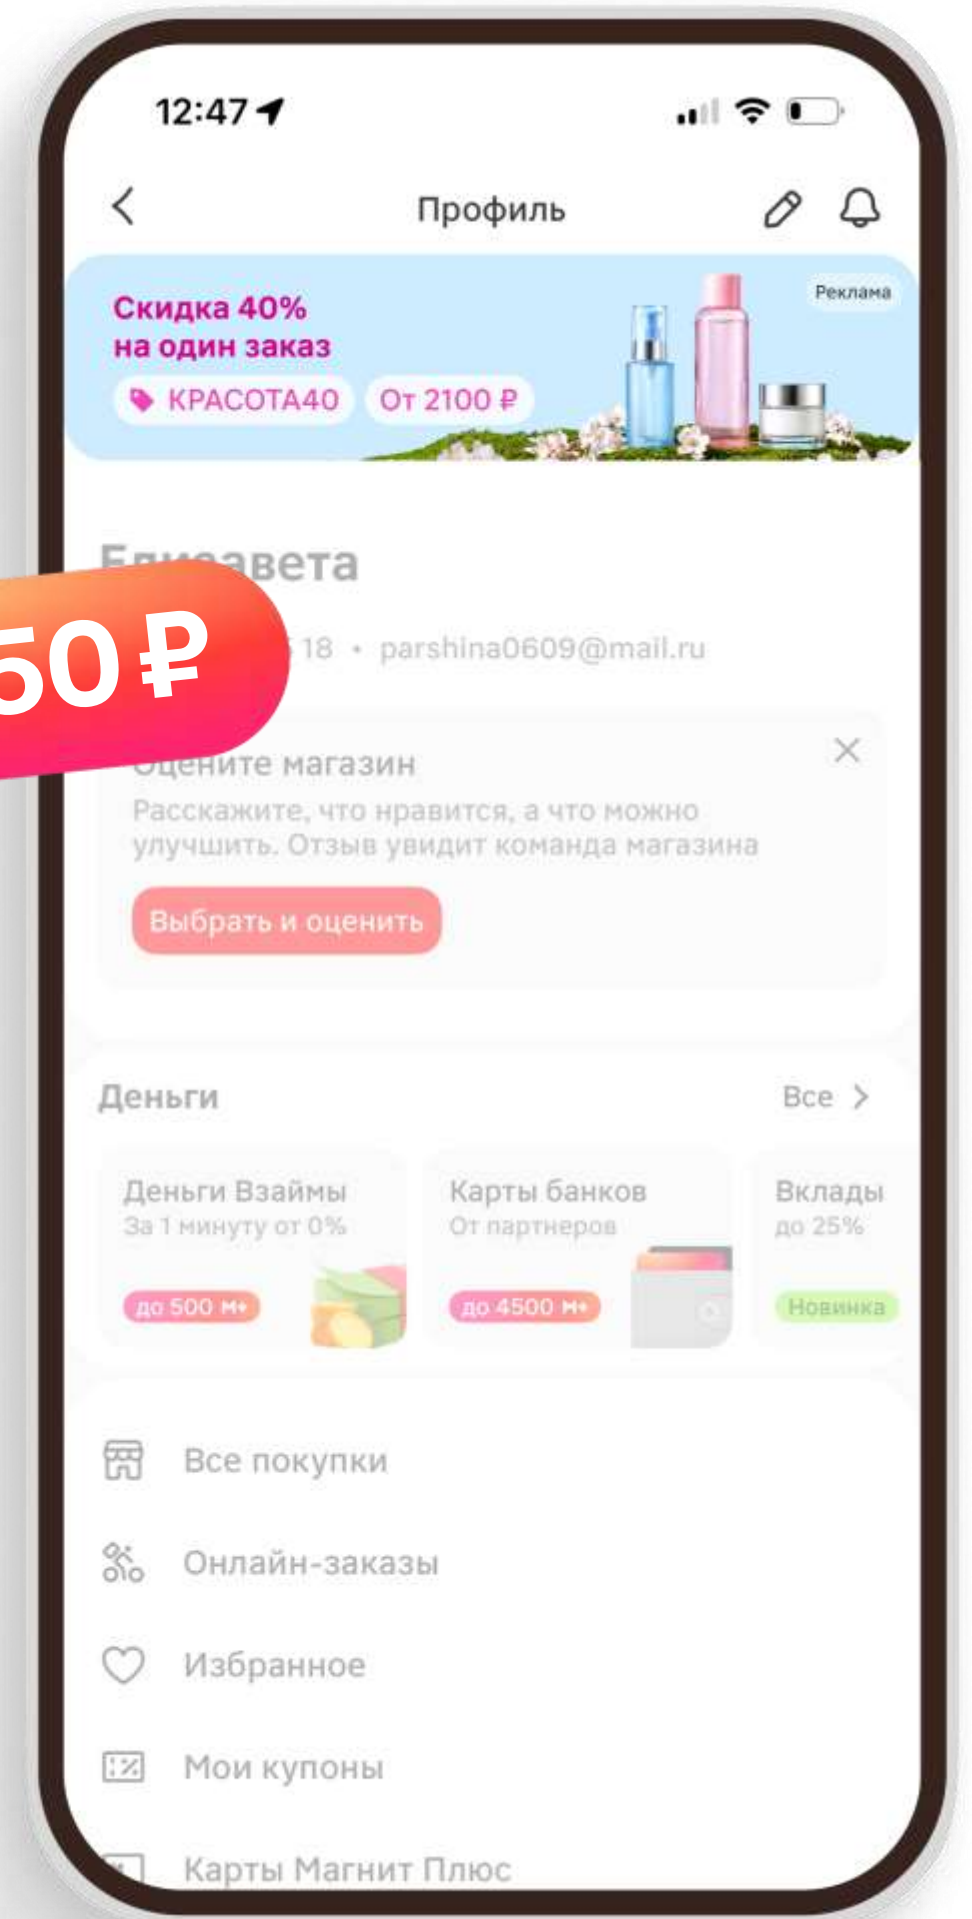 12:47
Профиль
Реклама
Скидка 40%
на один заказ
КРАСОТА40 От 2100 ₽
Елизавета
50 ₽
18 • parshina0609@mail.ru
Оцените магазин
Расскажите, что нравится, а что можно
улучшить. Отзыв увидит команда магазина
Выбрать и оценить
Деньги Все >
Деньги Взаймы Карты банков Вклады
За 1 минуту от 0% От партнеров до 25%
до 500 М+ до 4500 М+ Новинка
Все покупки
Онлайн-заказы
Избранное
Мои купоны
Карты Магнит Плюс